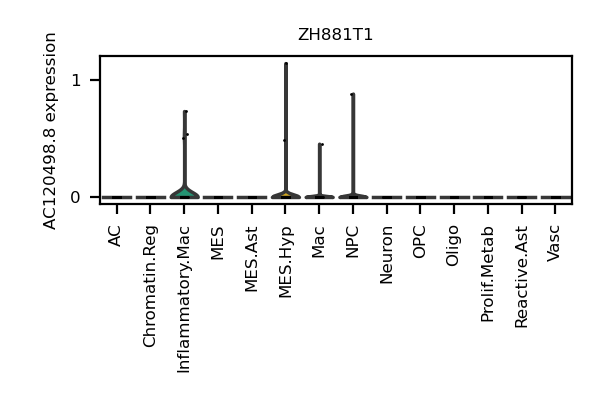 ZH881T1
AC120498.8 expression
1
0
AC
Chromatin.Reg
Inflammatory.Mac
MES
MES.Ast
MES.Hyp
Mac
NPC
Neuron
OPC
Oligo
Prolif.Metab
Reactive.Ast
Vasc